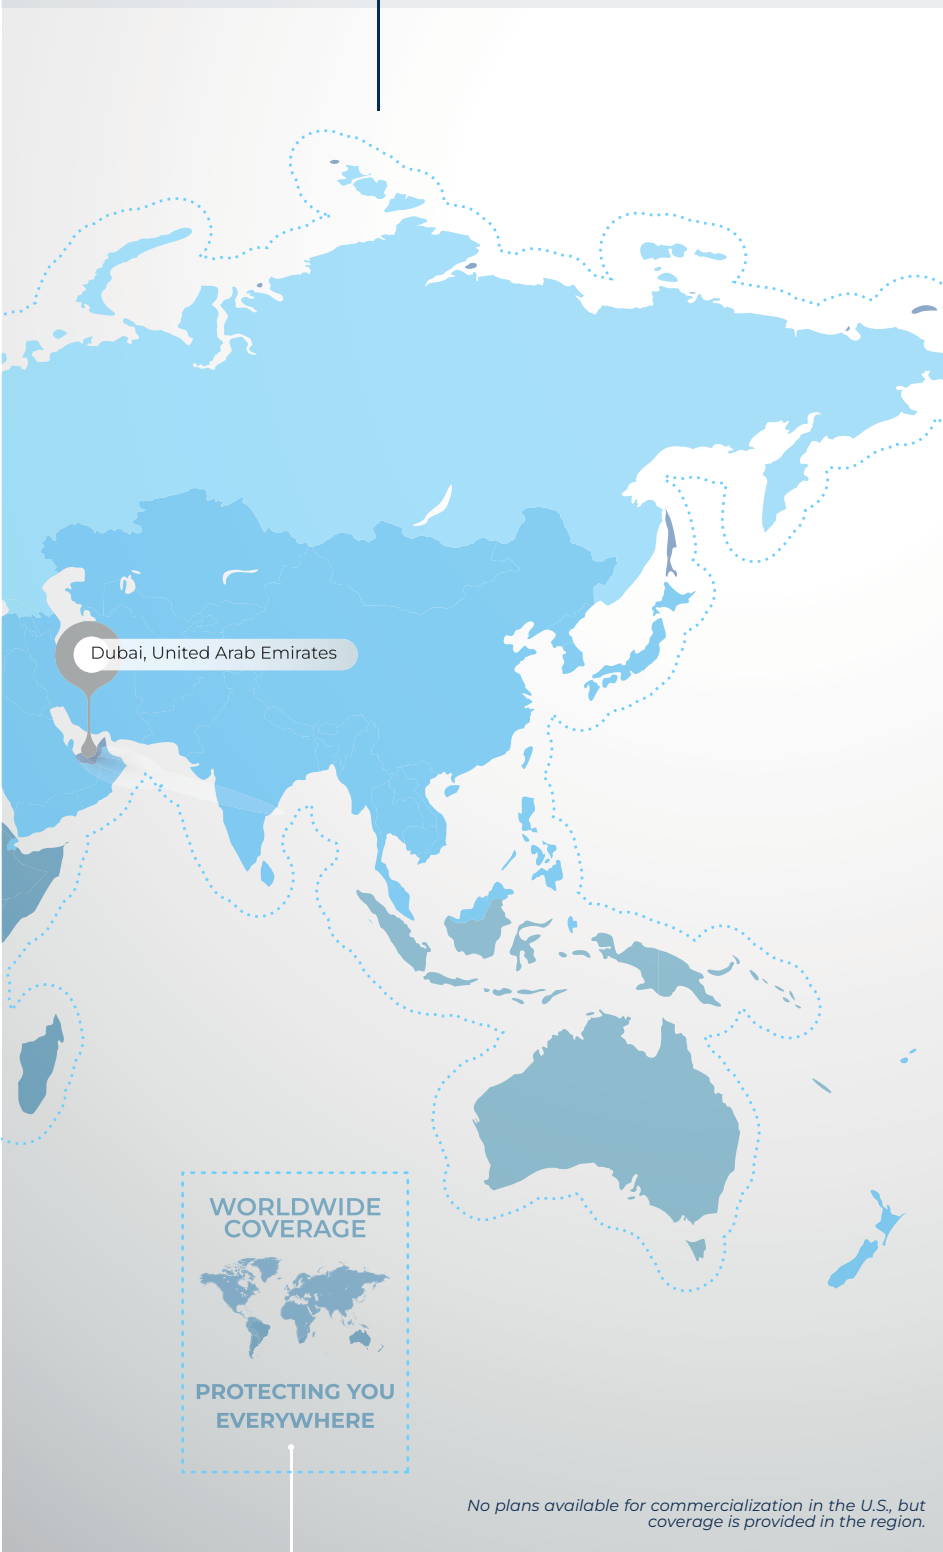 Dubai, United Arab Emirates
WORLDWIDE
COVERAGE
PROTECTING YOU
EVERYWHERE
No plans available for commercialization in the U.S., but
coverage is provided in the region.